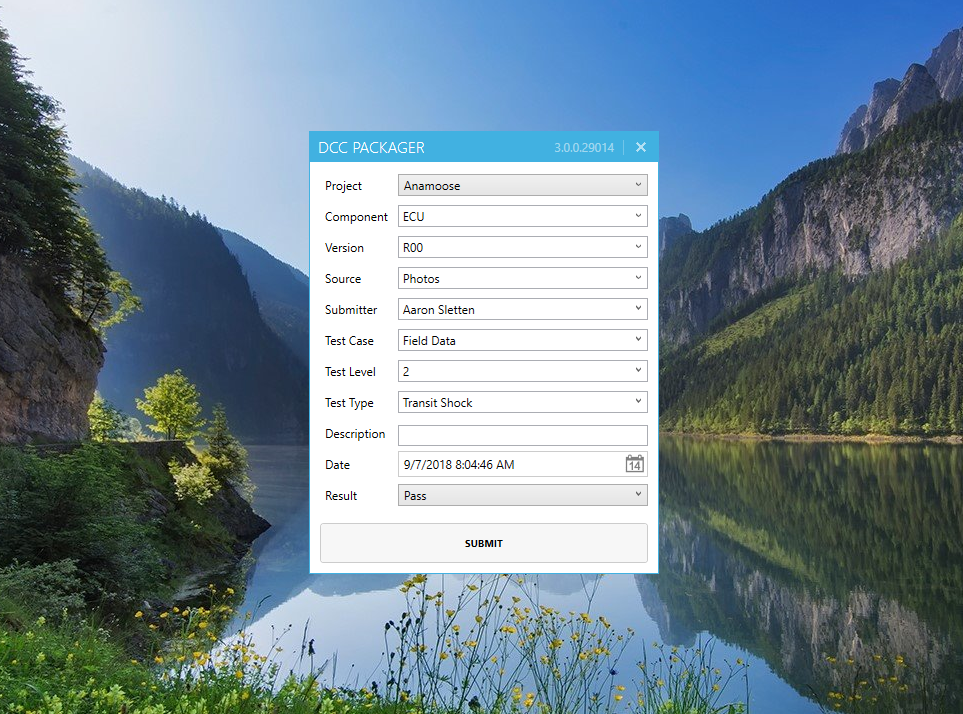 DCC PACKAGER 3.0.0.29014
Project Anamoose
Component ECU
Version R00
Source Photos
Submitter Aaron Sletten
Test Case Field Data
Test Level 2
Test Type Transit Shock
Description
Date 9/7/2018 8:04:46 AM 14
Result Pass
SUBMIT